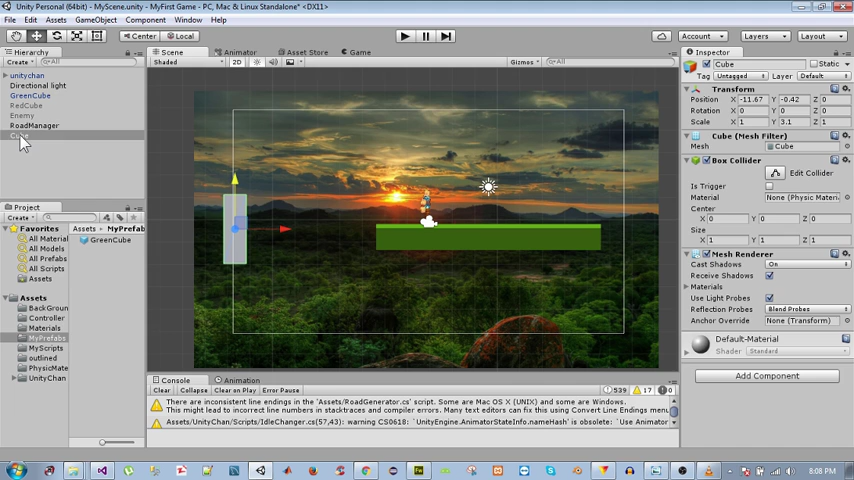 Unity Personal (64bit) - MyScene.unity - MyFirst Game - PC, Mac & Linux Standalone* <DX11>
File Edit Assets GameObject Component Window Help
Center Local Account Layers Layout
Hierarchy Scene Animator Asset Store Game Inspector
Create All Shaded 2D Gizmos All Cube Static
unitychan Tag Untagged Layer Default
Directional light Transform
GreenCube Position X -11.67 Y -0.42 Z 0
RedCube Rotation X 0 Y 0 Z 0
Enemy Scale X 1 Y 3.1 Z 1
RoadManager Cube (Mesh Filter)
Cube Mesh Cube
Box Collider
Edit Collider
Is Trigger
Material None (Physic Materi
Center
X 0 Y 0 Z 0
Size
X 1 Y 1 Z 1
Mesh Renderer
Cast Shadows On
Receive Shadows
Materials
Use Light Probes
Reflection Probes Blend Probes
Anchor Override None (Transform)
Default-Material
Shader Standard
Add Component
Project
Create
Favorites Assets MyPrefab
All Material GreenCube
All Models
All Prefabs
All Scripts
Assets
Assets
BackGroun
Controller
Materials
MyPrefabs
MyScripts
outlined
PhysicMate
UnityChan
Console Animation
Clear Collapse Clear on Play Error Pause 539 17 0
There are inconsistent line endings in the 'Assets/RoadGenerator.cs' script. Some are Mac OS X (UNIX) and some are Windows.
This might lead to incorrect line numbers in stacktraces and compiler errors. Many text editors can fix this using Convert Line Endings menu
Assets/UnityChan/Scripts/IdleChanger.cs(57,43): warning CS0618: `UnityEngine.AnimatorStateInfo.nameHash' is obsolete: `Use Animator
8:08 PM